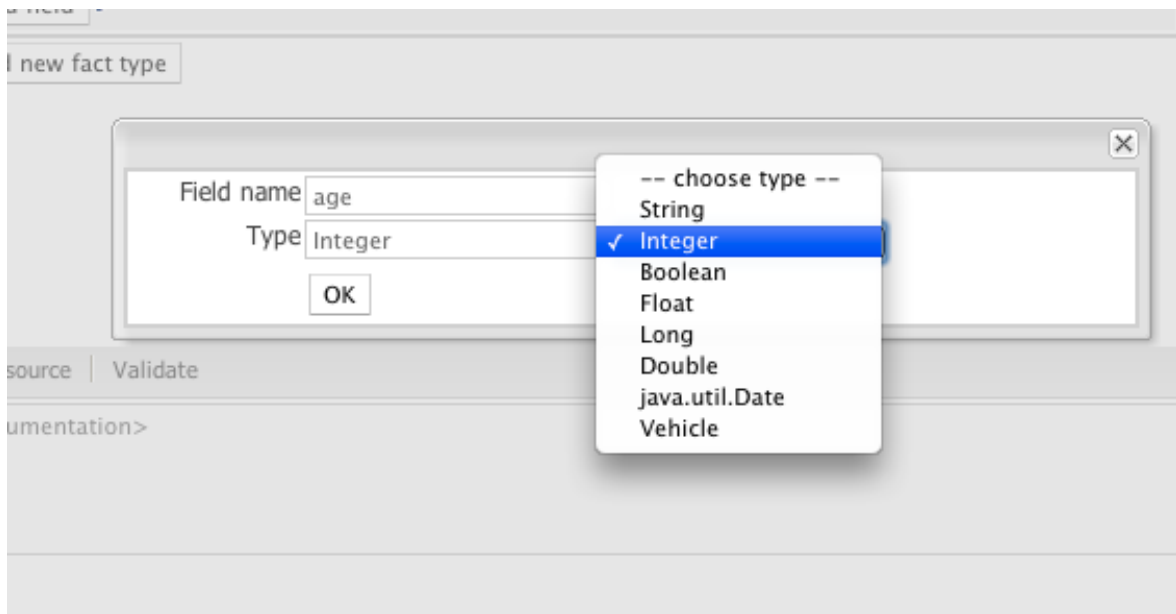 new fact type
Field name age
Type Integer
OK
-- choose type --
String
✓ Integer
Boolean
Float
Long
Double
java.util.Date
Vehicle
source | Validate
umentation>